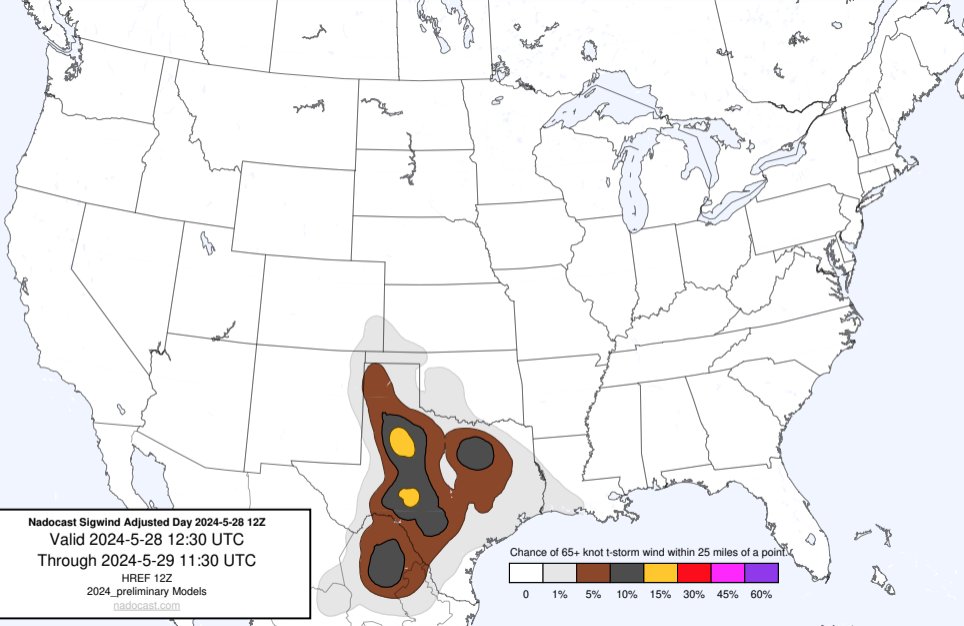 Nadocast Sigwind Adjusted Day 2024-5-28 12Z
Valid 2024-5-28 12:30 UTC
Through 2024-5-29 11:30 UTC
HREF 12Z
2024_preliminary Models
nadocast.com
Chance of 65+ knot t-storm wind within 25 miles of a point.
0 1% 5% 10% 15% 30% 45% 60%